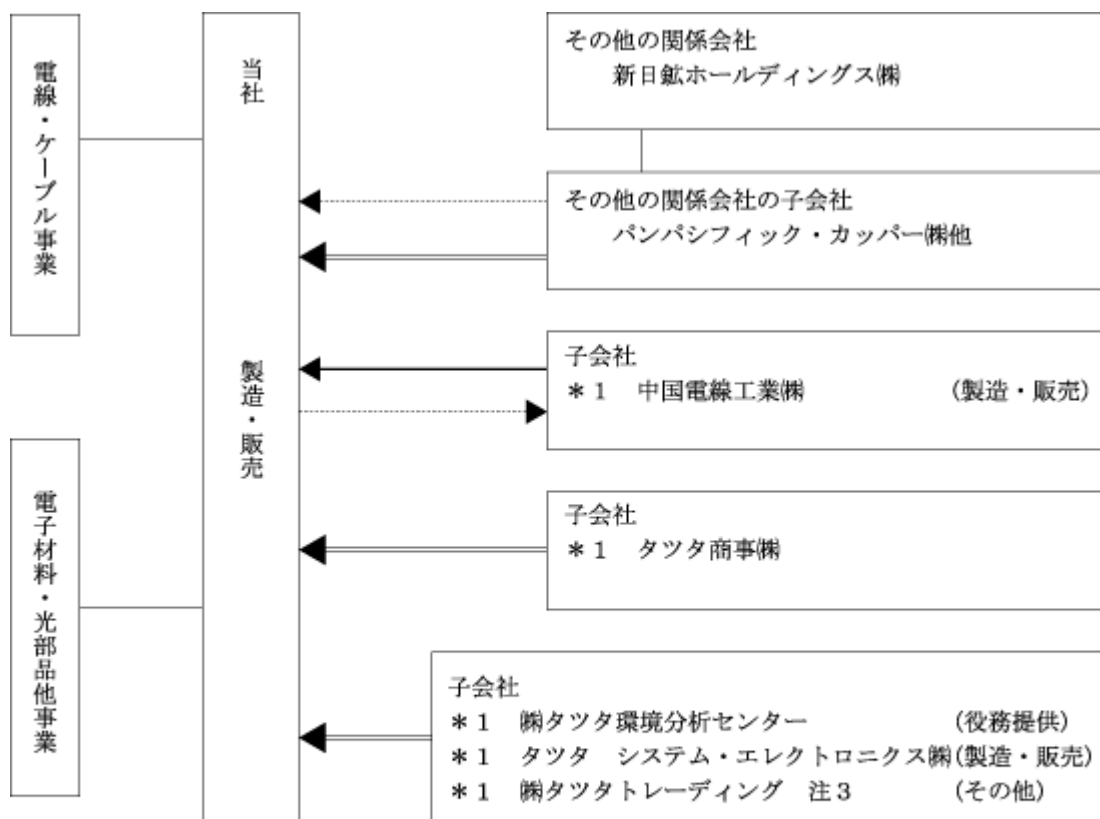 電線・ケーブル事業
電子材料・光部品他事業
当社
製造・販売
その他の関係会社
新日鉱ホールディングス㈱
その他の関係会社の子会社
パンパシフィック・カッパー㈱他
子会社
＊１　中国電線工業㈱　（製造・販売）
子会社
＊１　タツタ商事㈱
子会社
＊１　㈱タツタ環境分析センター　（役務提供）
＊１　タツタ　システム・エレクトロニクス㈱（製造・販売）
＊１　㈱タツタトレーディング　注３　（その他）